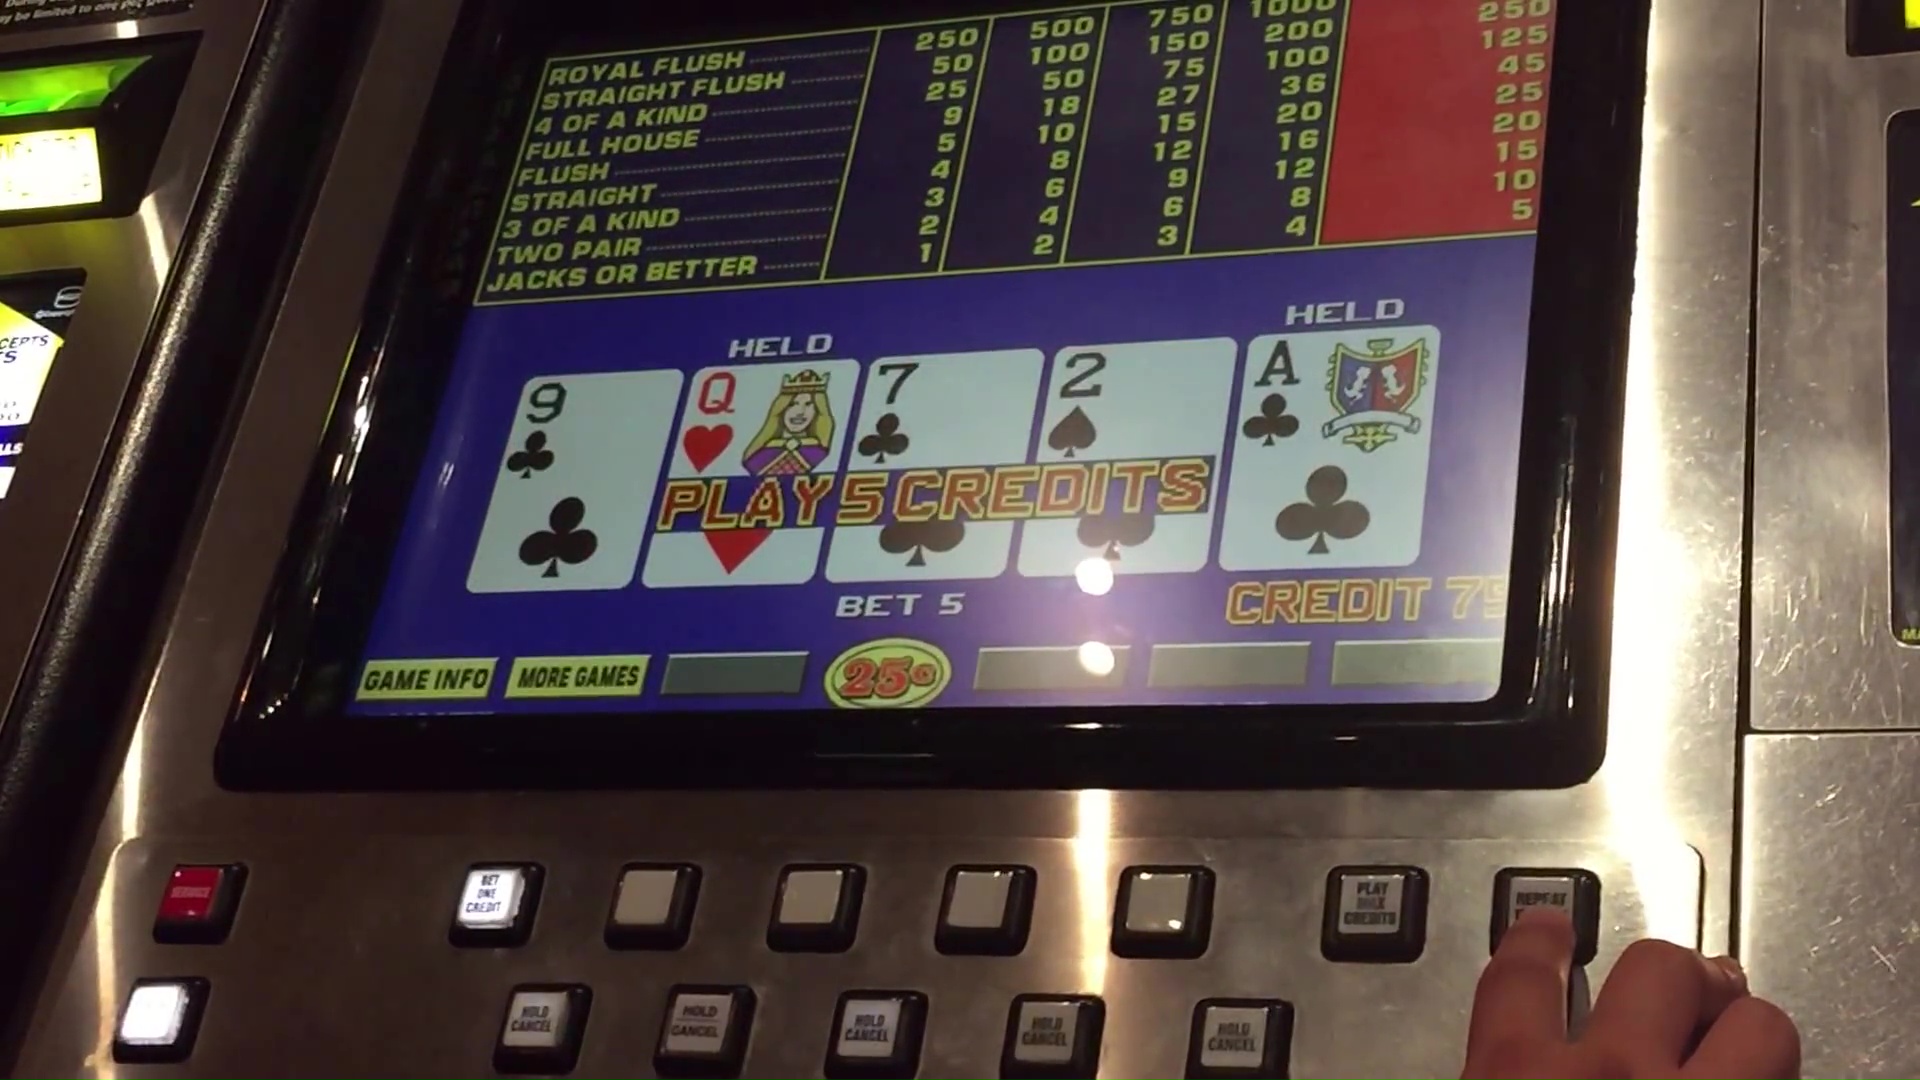 ROYAL FLUSH 250 500 750 1000 250
STRAIGHT FLUSH 50 100 150 200 125
4 OF A KIND 25 50 75 100 45
FULL HOUSE 9 18 27 36 25
FLUSH 5 10 15 20 20
STRAIGHT 4 8 12 16 15
3 OF A KIND 3 6 9 12 10
TWO PAIR 2 4 6 8 5
JACKS OR BETTER 1 2 3 4
HELD HELD
9 Q 7 2 A
PLAY 5 CREDITS
BET 5
CREDIT 75
GAME INFO MORE GAMES 25¢
SERVICE
BET
ONE
CREDIT
PLAY
MAX
CREDITS
REPEAT
HOLD
CANCEL
HOLD
CANCEL
HOLD
CANCEL
HOLD
CANCEL
HOLD
CANCEL